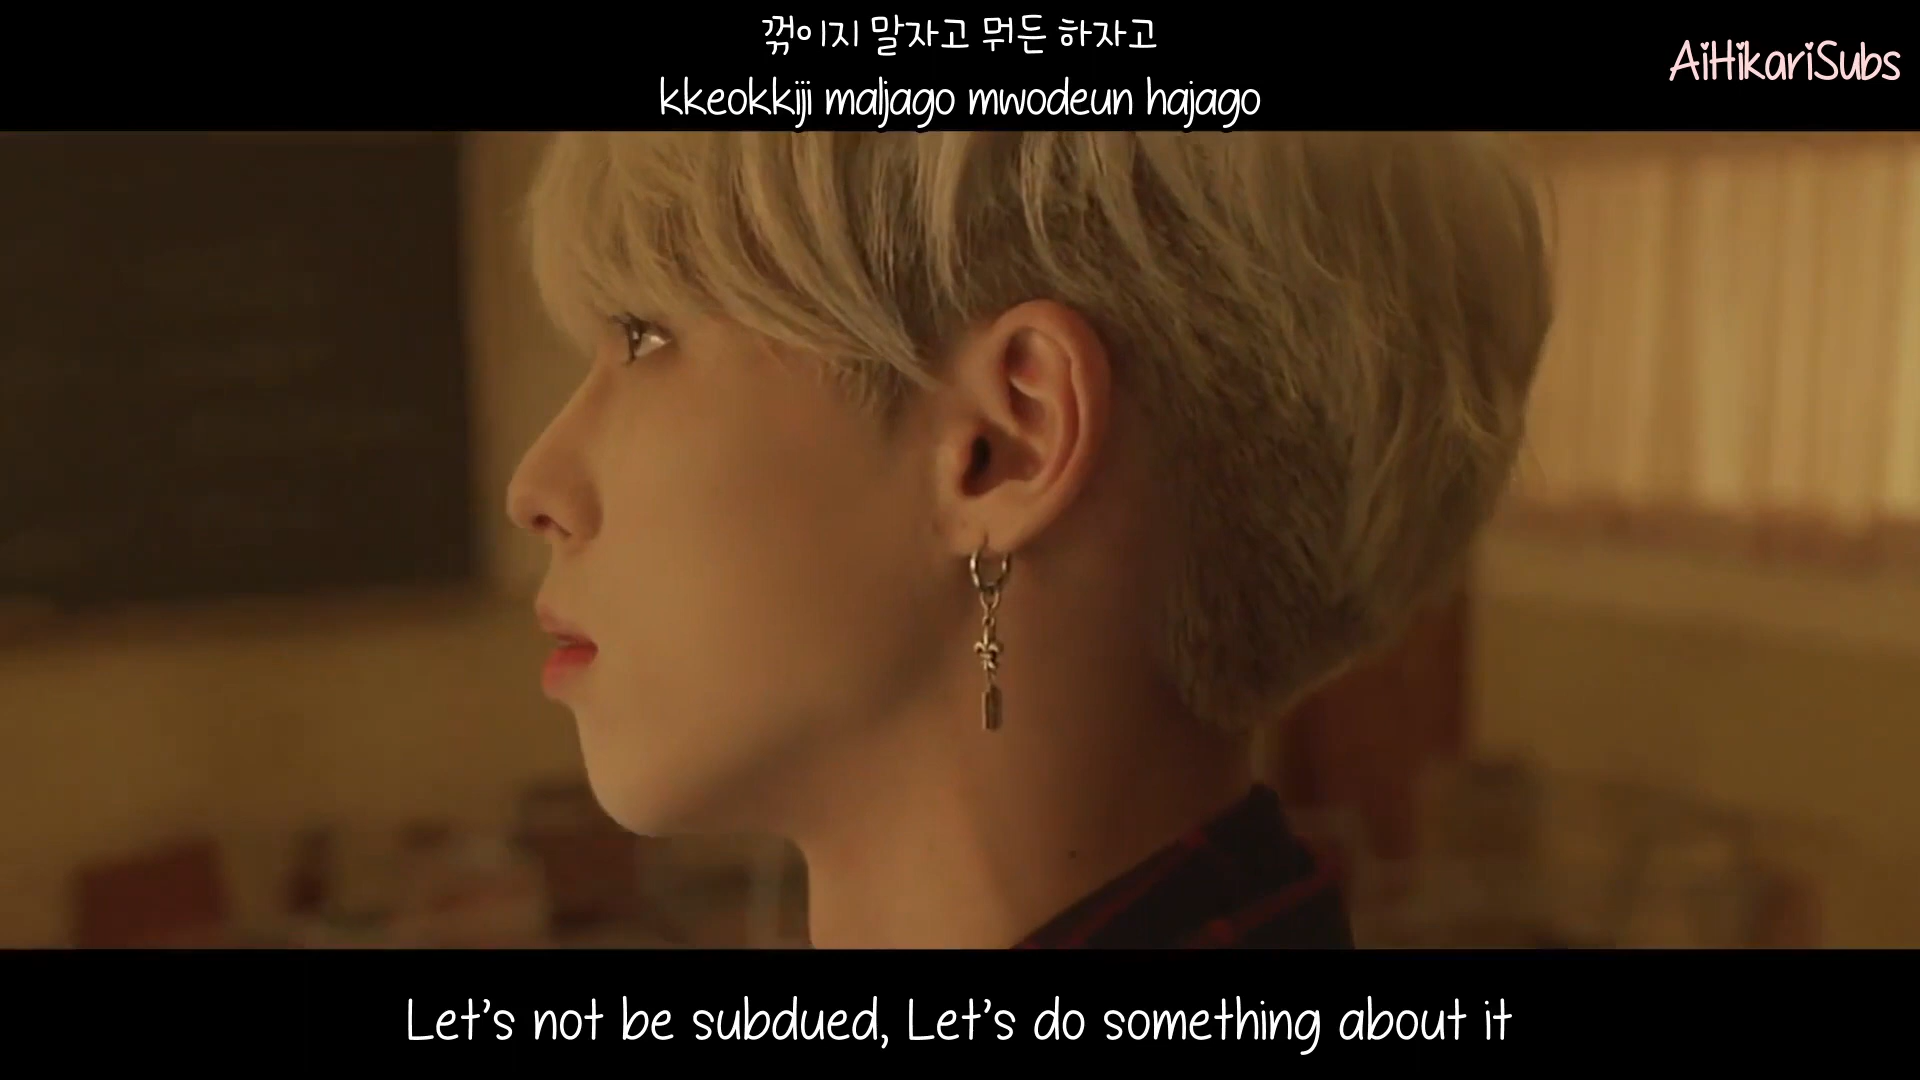 꺾이지 말자고 뭐든 하자고
kkeokkiji maljago mwodeun hajago
AiHikariSubs
Let's not be subdued, Let's do something about it